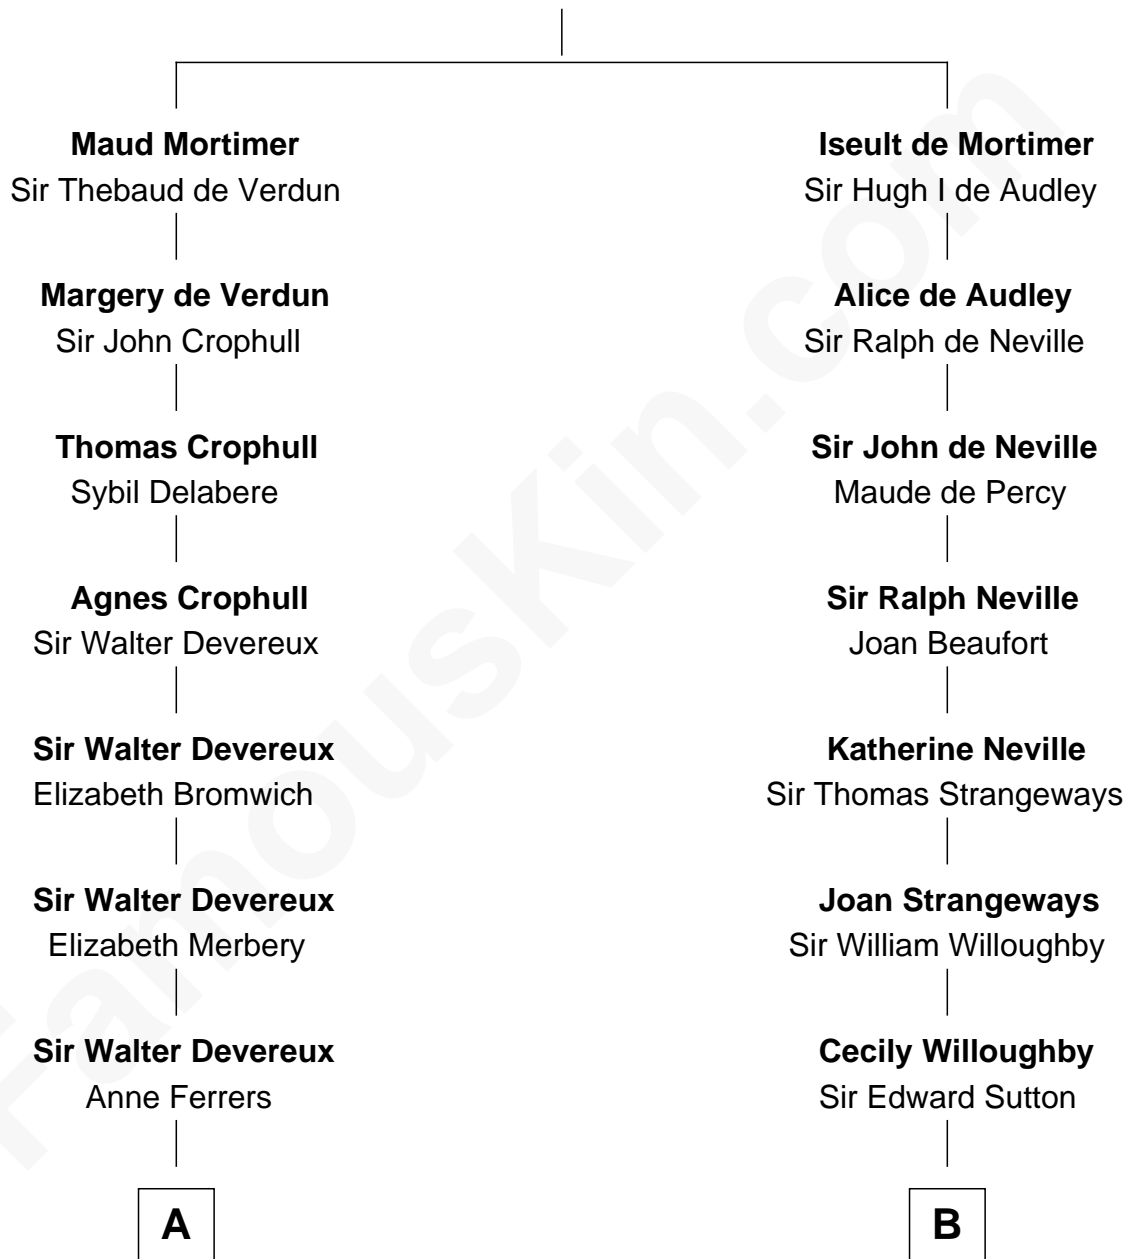 Maud Mortimer
Sir Thebaud de Verdun
Margery de Verdun
Sir John Crophull
Thomas Crophull
Sybil Delabere
Agnes Crophull
Sir Walter Devereux
Sir Walter Devereux
Elizabeth Bromwich
Sir Walter Devereux
Elizabeth Merbery
Sir Walter Devereux
Anne Ferrers
A
Iseult de Mortimer
Sir Hugh I de Audley
Alice de Audley
Sir Ralph de Neville
Sir John de Neville
Maude de Percy
Sir Ralph Neville
Joan Beaufort
Katherine Neville
Sir Thomas Strangeways
Joan Strangeways
Sir William Willoughby
Cecily Willoughby
Sir Edward Sutton
B
FamousKin.com